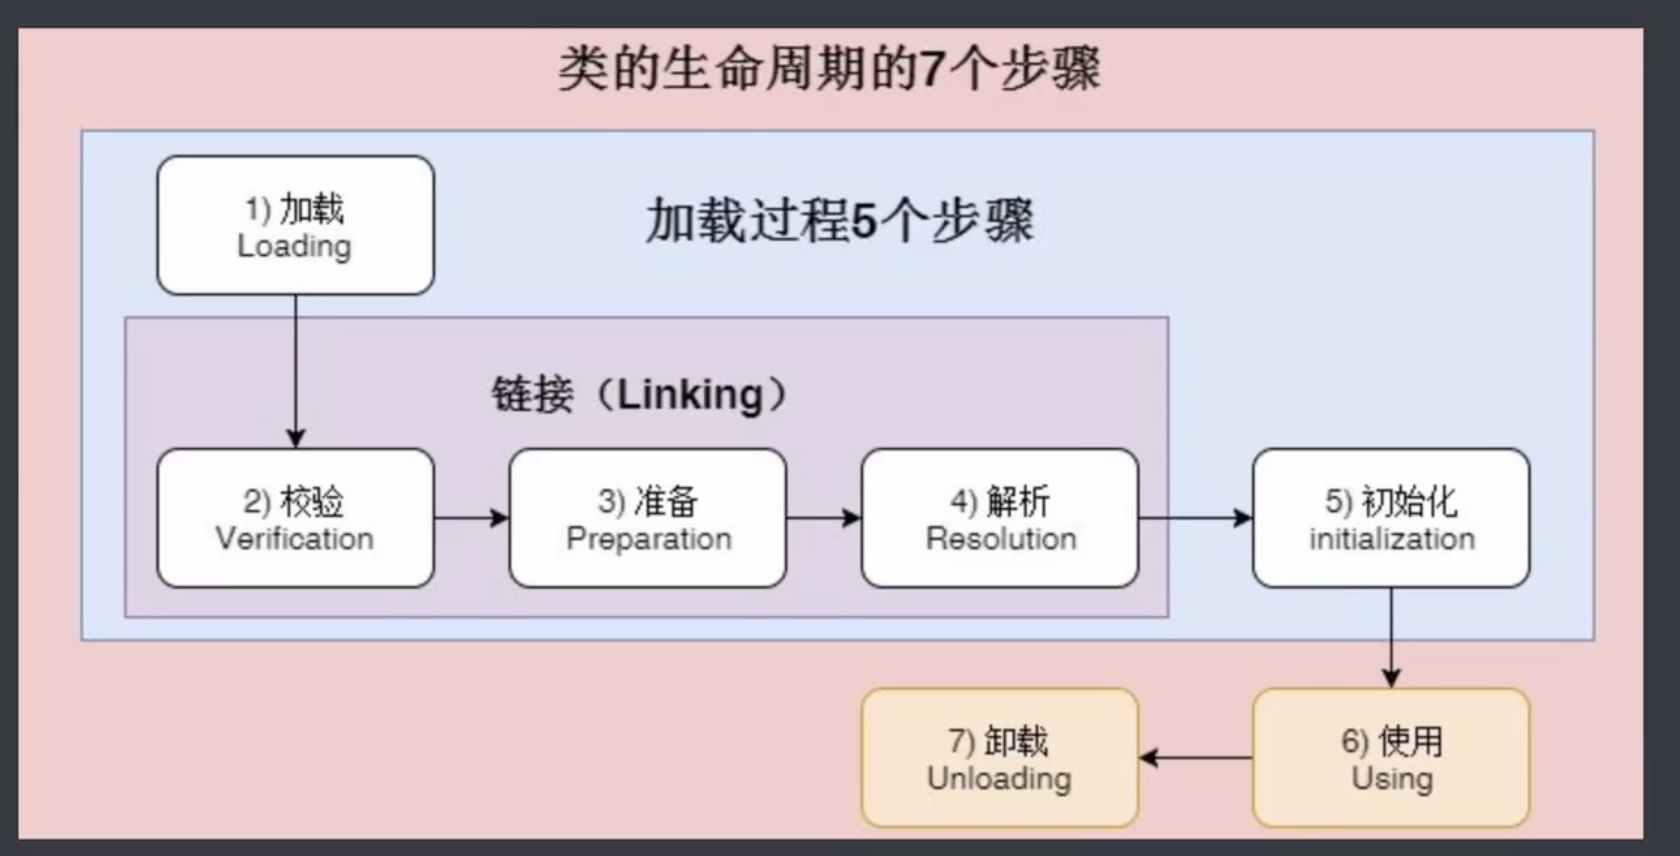 类的生命周期的7个步骤
1) 加载
Loading
加载过程5个步骤
链接（Linking）
2) 校验
Verification
3) 准备
Preparation
4) 解析
Resolution
5) 初始化
initialization
7) 卸载
Unloading
6) 使用
Using